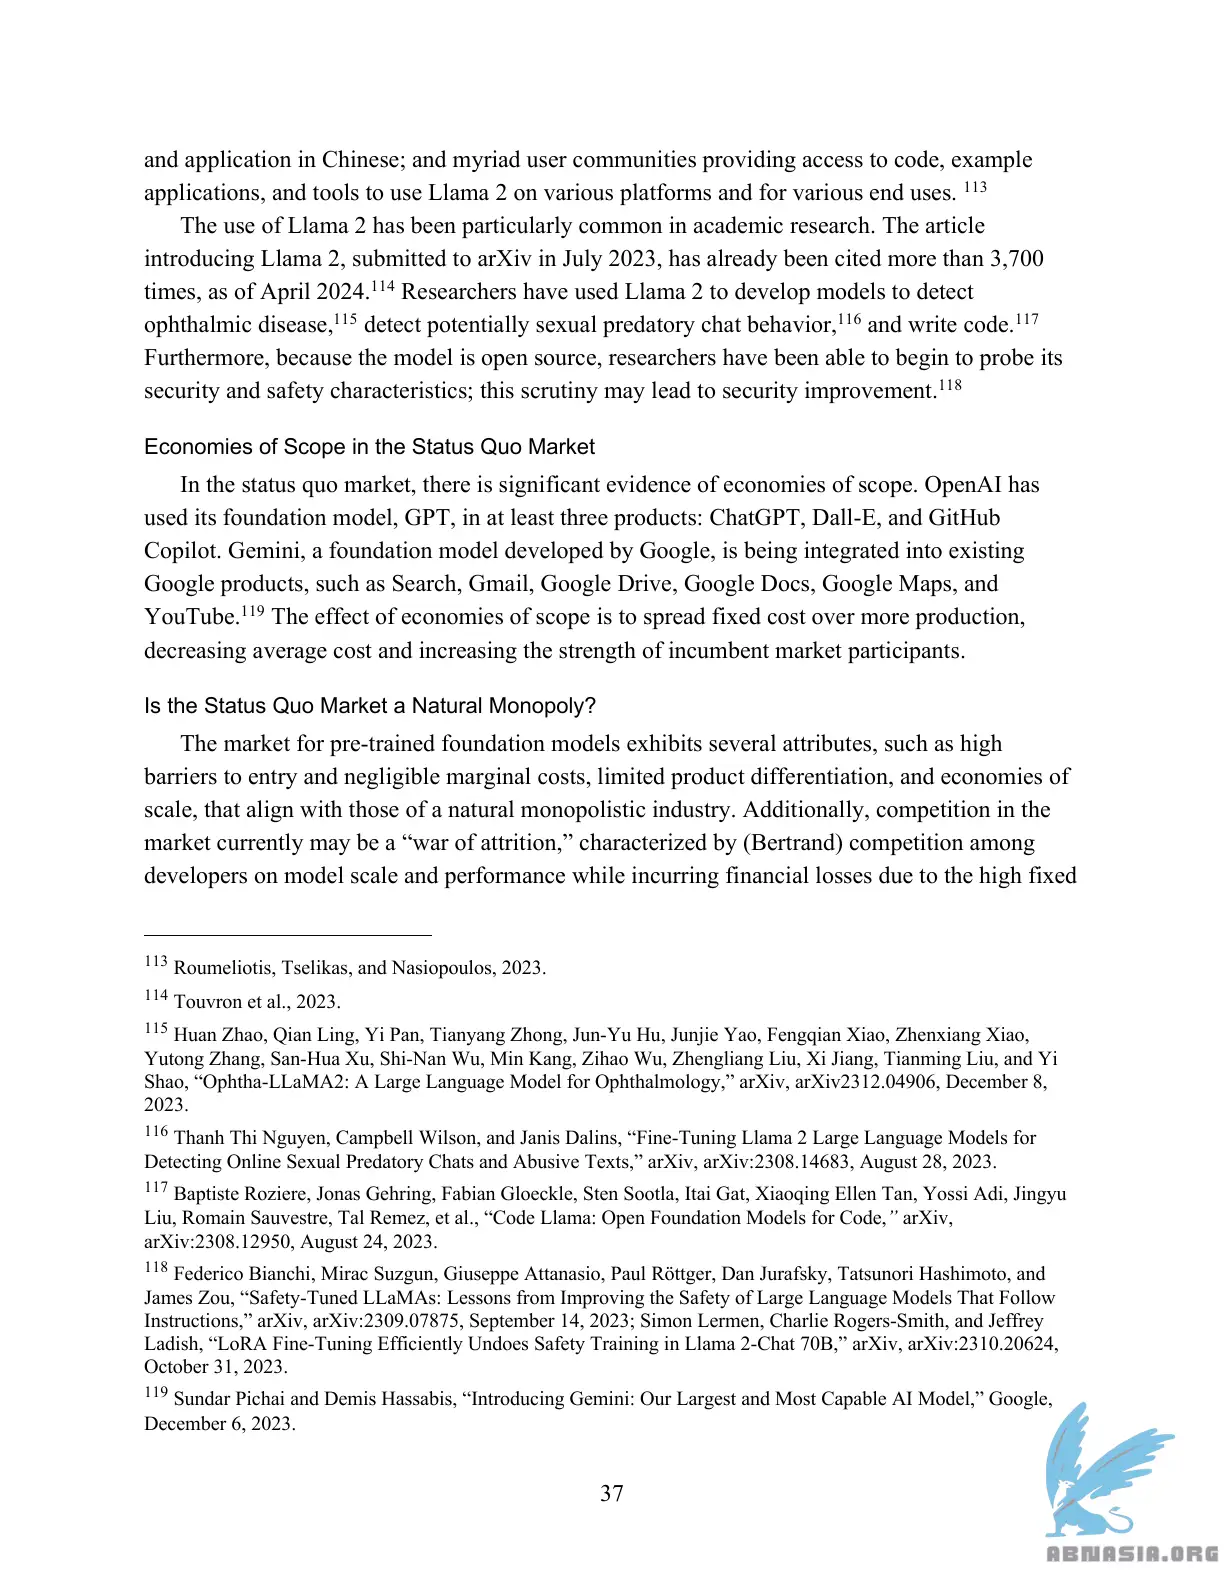 and application in Chinese; and myriad user communities providing access to code, example
applications, and tools to use Llama 2 on various platforms and for various end uses. 113
The use of Llama 2 has been particularly common in academic research. The article
introducing Llama 2, submitted to arXiv in July 2023, has already been cited more than 3,700
times, as of April 2024.114 Researchers have used Llama 2 to develop models to detect
ophthalmic disease,115 detect potentially sexual predatory chat behavior,116 and write code.117
Furthermore, because the model is open source, researchers have been able to begin to probe its
security and safety characteristics; this scrutiny may lead to security improvement.118
Economies of Scope in the Status Quo Market
In the status quo market, there is significant evidence of economies of scope. OpenAI has
used its foundation model, GPT, in at least three products: ChatGPT, Dall-E, and GitHub
Copilot. Gemini, a foundation model developed by Google, is being integrated into existing
Google products, such as Search, Gmail, Google Drive, Google Docs, Google Maps, and
YouTube.119 The effect of economies of scope is to spread fixed cost over more production,
decreasing average cost and increasing the strength of incumbent market participants.
Is the Status Quo Market a Natural Monopoly?
The market for pre-trained foundation models exhibits several attributes, such as high
barriers to entry and negligible marginal costs, limited product differentiation, and economies of
scale, that align with those of a natural monopolistic industry. Additionally, competition in the
market currently may be a “war of attrition,” characterized by (Bertrand) competition among
developers on model scale and performance while incurring financial losses due to the high fixed
113 Roumeliotis, Tselikas, and Nasiopoulos, 2023.
114 Touvron et al., 2023.
115 Huan Zhao, Qian Ling, Yi Pan, Tianyang Zhong, Jun-Yu Hu, Junjie Yao, Fengqian Xiao, Zhenxiang Xiao,
Yutong Zhang, San-Hua Xu, Shi-Nan Wu, Min Kang, Zihao Wu, Zhengliang Liu, Xi Jiang, Tianming Liu, and Yi
Shao, “Ophtha-LLaMA2: A Large Language Model for Ophthalmology,” arXiv, arXiv2312.04906, December 8,
2023.
116 Thanh Thi Nguyen, Campbell Wilson, and Janis Dalins, “Fine-Tuning Llama 2 Large Language Models for
Detecting Online Sexual Predatory Chats and Abusive Texts,” arXiv, arXiv:2308.14683, August 28, 2023.
117 Baptiste Roziere, Jonas Gehring, Fabian Gloeckle, Sten Sootla, Itai Gat, Xiaoqing Ellen Tan, Yossi Adi, Jingyu
Liu, Romain Sauvestre, Tal Remez, et al., “Code Llama: Open Foundation Models for Code,” arXiv,
arXiv:2308.12950, August 24, 2023.
118 Federico Bianchi, Mirac Suzgun, Giuseppe Attanasio, Paul Röttger, Dan Jurafsky, Tatsunori Hashimoto, and
James Zou, “Safety-Tuned LLaMAs: Lessons from Improving the Safety of Large Language Models That Follow
Instructions,” arXiv, arXiv:2309.07875, September 14, 2023; Simon Lermen, Charlie Rogers-Smith, and Jeffrey
Ladish, “LoRA Fine-Tuning Efficiently Undoes Safety Training in Llama 2-Chat 70B,” arXiv, arXiv:2310.20624,
October 31, 2023.
119 Sundar Pichai and Demis Hassabis, “Introducing Gemini: Our Largest and Most Capable AI Model,” Google,
December 6, 2023.
37
ABNASIA.ORG